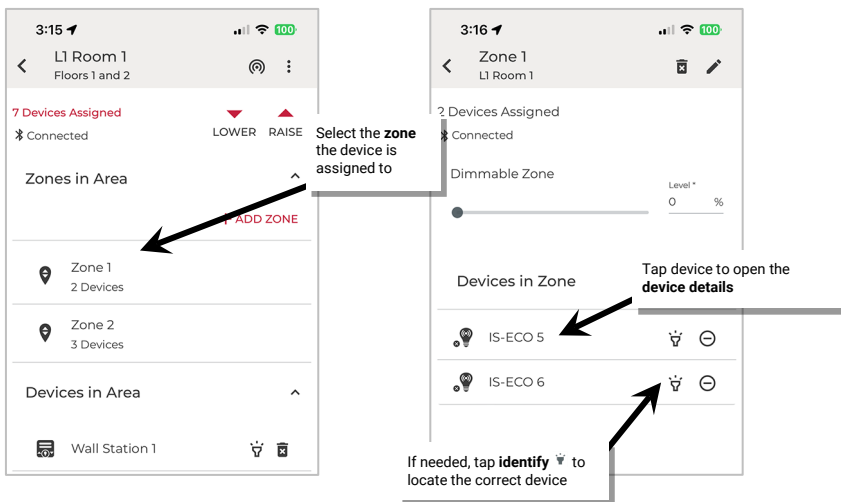 3:15
100
L1 Room 1
Floors 1 and 2
7 Devices Assigned
Connected
LOWER RAISE
Zones in Area
ADD ZONE
Zone 1
2 Devices
Zone 2
3 Devices
Devices in Area
Wall Station 1
Select the zone
the device is
assigned to
3:16
100
Zone 1
L1 Room 1
2 Devices Assigned
Connected
Dimmable Zone
Level *
0 %
Devices in Zone
IS-ECO 5
IS-ECO 6
Tap device to open the
device details
If needed, tap identify to
locate the correct device